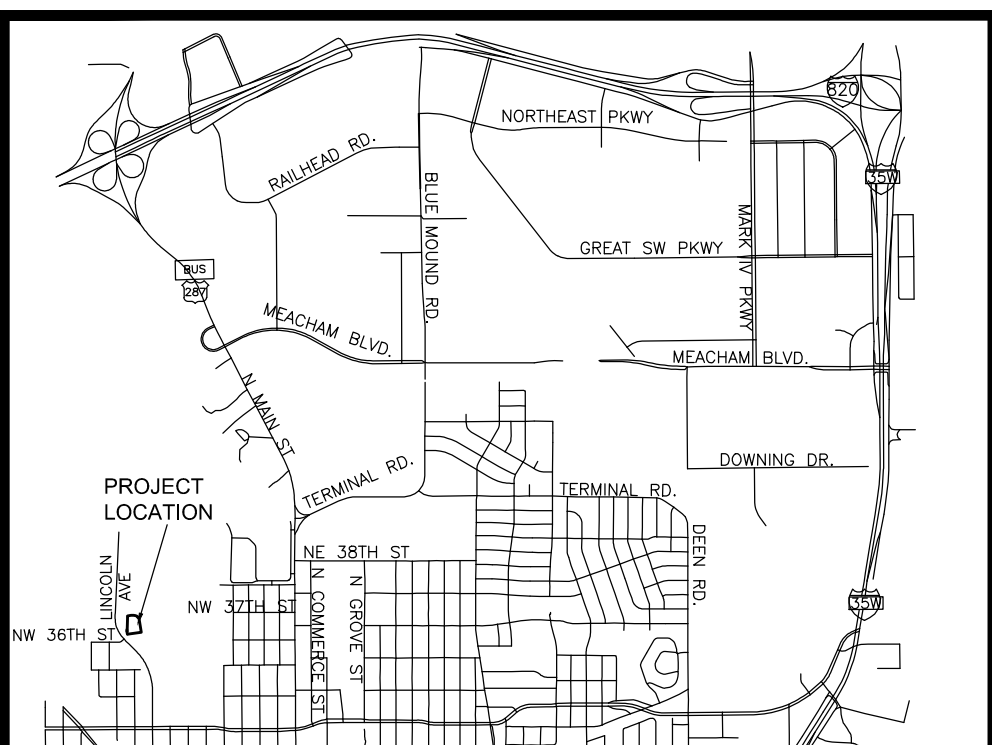 820
NORTHEAST PKWY
RAILHEAD RD.
35W
BLUE MOUND RD.
MARK IV PKWY
GREAT SW PKWY
BUS
287
MEACHAM BLVD.
MEACHAM BLVD.
N MAIN ST
DOWNING DR.
TERMINAL RD.
TERMINAL RD.
PROJECT
LOCATION
DEEN RD.
NE 38TH ST
LINCOLN
AVE
N COMMERCE ST
N GROVE ST
35W
NW 37TH ST
NW 36TH ST